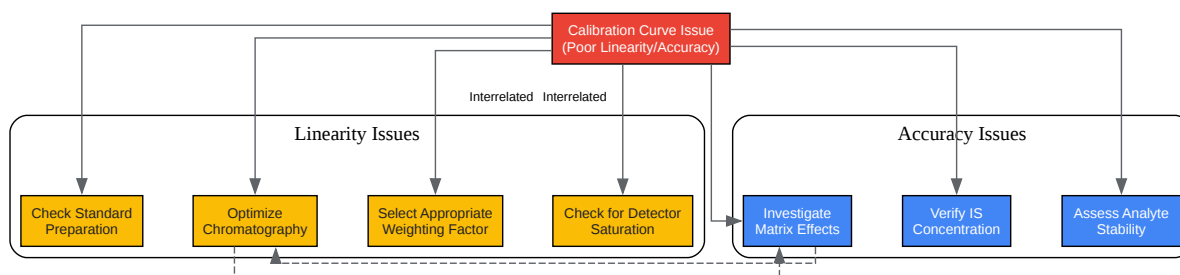 Calibration Curve Issue
(Poor Linearity/Accuracy)
Interrelated Interrelated
Linearity Issues
Accuracy Issues
Check Standard
Preparation
Optimize
Chromatography
Select Appropriate
Weighting Factor
Check for Detector
Saturation
Investigate
Matrix Effects
Verify IS
Concentration
Assess Analyte
Stability